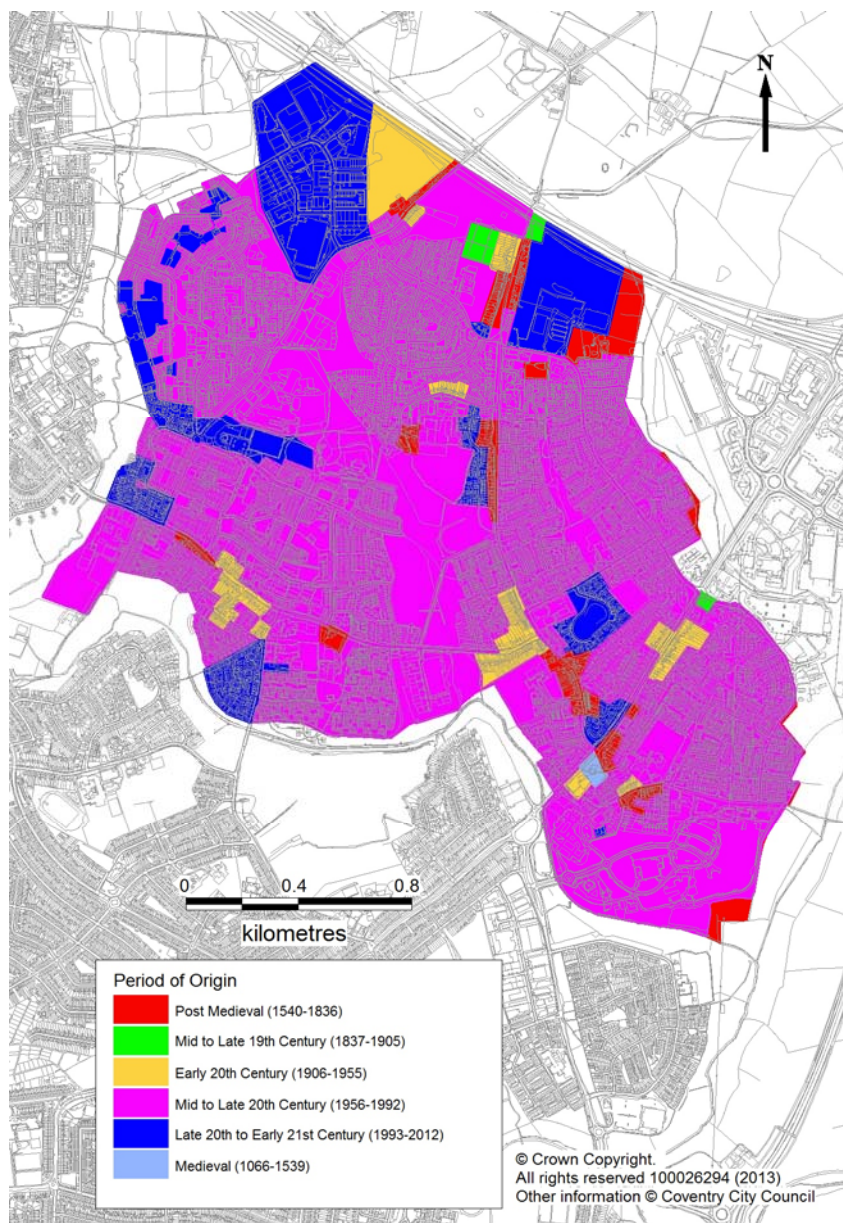 N
0 0.4 0.8
kilometres
Period of Origin
Post Medieval (1540-1836)
Mid to Late 19th Century (1837-1905)
Early 20th Century (1906-1955)
Mid to Late 20th Century (1956-1992)
Late 20th to Early 21st Century (1993-2012)
Medieval (1066-1539)
© Crown Copyright.
All rights reserved 100026294 (2013)
Other information © Coventry City Council